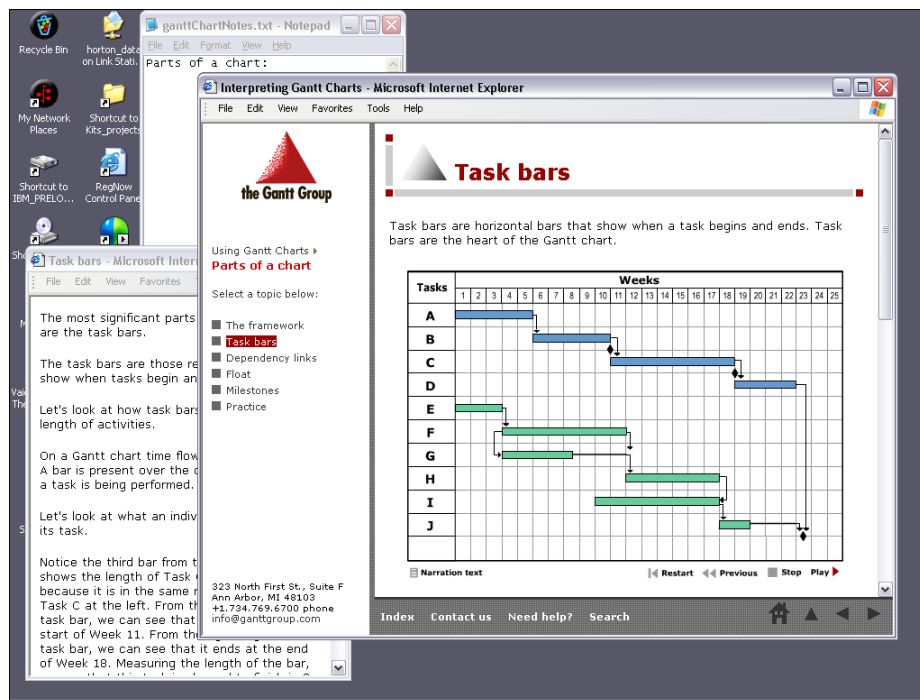 Recycle Bin
horton_data
on Link Stati.
My Network
Places
Shortcut to
Kits_projects
Shortcut to
IBM_PRELO...
RegNow
Control Pane
ganttChartNotes.txt - Notepad
File Edit Format View Help
Parts of a chart:
Task bars - Microsoft Inter
File Edit View Favorites
The most significant parts
are the task bars.
The task bars are those re
show when tasks begin an
Let's look at how task bars
length of activities.
On a Gantt chart time flow
A bar is present over the
a task is being performed.
Let's look at what an indiv
its task.
Notice the third bar from t
shows the length of Task
because it is in the same r
Task C at the left. From th
task bar, we can see that
start of Week 11. From the
task bar, we can see that it ends at the end
of Week 18. Measuring the length of the bar,
Interpreting Gantt Charts - Microsoft Internet Explorer
File Edit View Favorites Tools Help
the Gantt Group
Using Gantt Charts
Parts of a chart
Select a topic below:
The framework
Task bars
Dependency links
Float
Milestones
Practice
323 North First St., Suite F
Ann Arbor, MI 48103
+1.734.769.6700 phone
info@ganttgroup.com
Task bars
Task bars are horizontal bars that show when a task begins and ends. Task
bars are the heart of the Gantt chart.
Tasks Weeks
1 2 3 4 5 6 7 8 9 10 11 12 13 14 15 16 17 18 19 20 21 22 23 24 25
A
B
C
D
E
F
G
H
I
J
Narration text Restart Previous Stop Play
Index Contact us Need help? Search